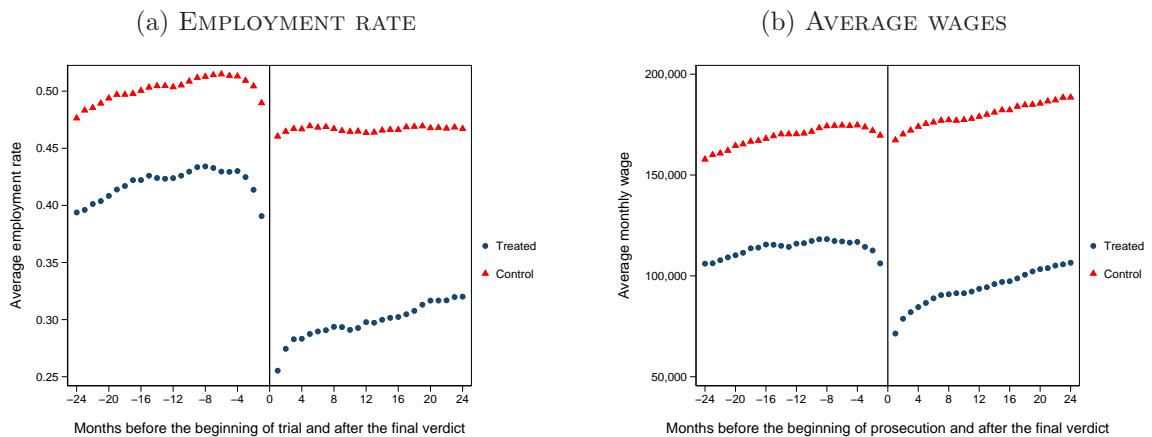 (a) Employment rate
Average employment rate
0.50
0.45
0.40
0.35
0.30
0.25
−24 −20 −16 −12 −8 −4 0 4 8 12 16 20 24
Months before the beginning of trial and after the final verdict
Treated
Control
(b) Average wages
Average monthly wage
200,000
150,000
100,000
50,000
−24 −20 −16 −12 −8 −4 0 4 8 12 16 20 24
Months before the beginning of prosecution and after the final verdict
Treated
Control